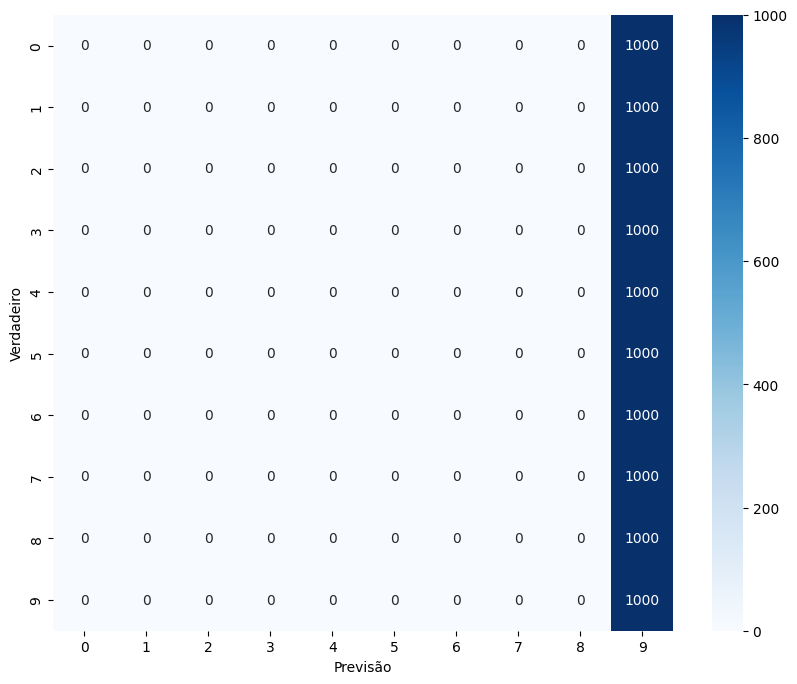 0 0 0 0 0 0 0 0 0 0 1000
1 0 0 0 0 0 0 0 0 0 1000
2 0 0 0 0 0 0 0 0 0 1000
3 0 0 0 0 0 0 0 0 0 1000
4 0 0 0 0 0 0 0 0 0 1000
5 0 0 0 0 0 0 0 0 0 1000
6 0 0 0 0 0 0 0 0 0 1000
7 0 0 0 0 0 0 0 0 0 1000
8 0 0 0 0 0 0 0 0 0 1000
9 0 0 0 0 0 0 0 0 0 1000
0 1 2 3 4 5 6 7 8 9
Previsão
Verdadeiro
1000
800
600
400
200
0